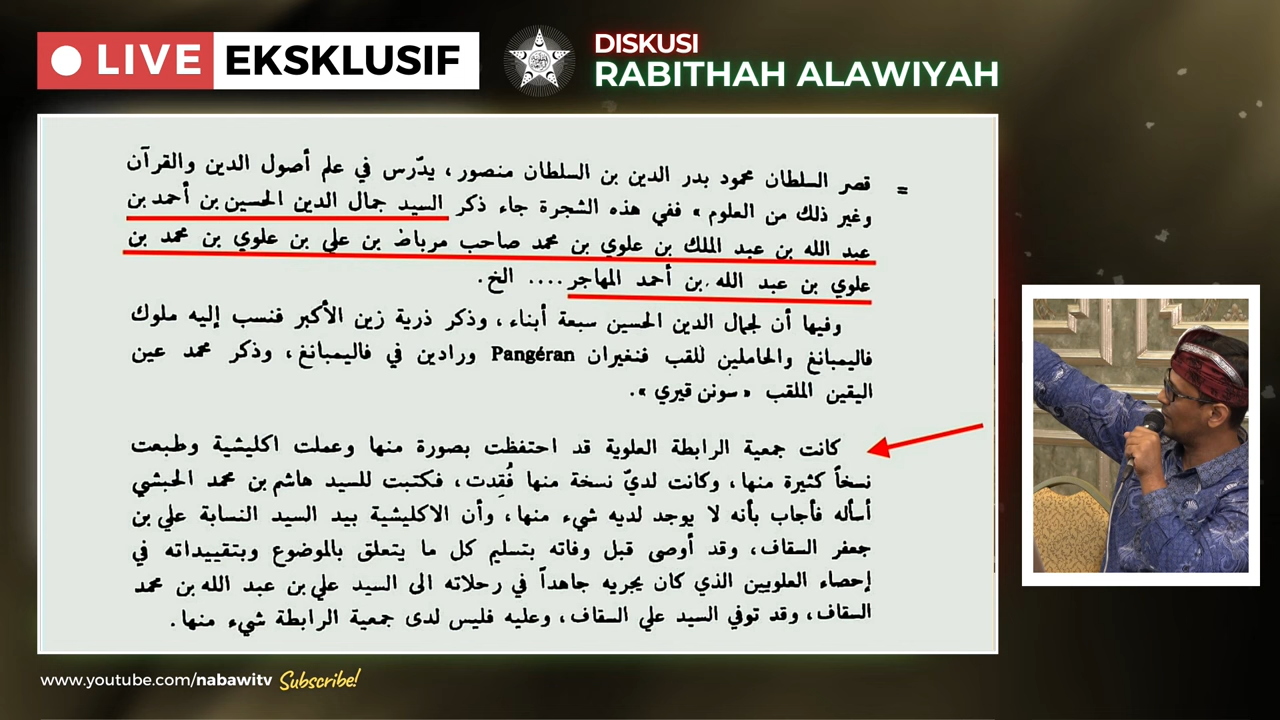 LIVE EKSKLUSIF
DISKUSI
RABITHAH ALAWIYAH
= قصر السلطان محمود بدر الدين بن السلطان منصور، يدّرس في علم أصول الدين والقرآن
وغير ذلك من العلوم » ففي هذه الشجرة جاء ذكر السيد جمال الدين الحسين بن أحمد بن
عبد الله بن عبد الملك بن علوي بن محمد صاحب مرباط بن علي بن علوي بن محمد بن
علوي بن عبد الله بن أحمد المهاجر .... الخ.
وفيها أن لجمال الدين الحسين سبعة أبناء، وذكر ذرية زين الأكبر فنسب إليه ملوك
فاليمبانغ والحاملين للقب فنغيران Pangéran ورادين في فاليمبانغ، وذكر محمد عين
اليقين الملقب « سونن قيري ».
كانت جمعية الرابطة العلوية قد احتفظت بصورة منها وعملت اكليشية وطبعت
نسخاً كثيرة منها، وكانت لديّ نسخة منها فُقِدت، فكتبت للسيد هاشم بن محمد الحبشي
أسأله فأجاب بأنه لا يوجد لديه شيء منها، وأن الاكليشية بيد السيد النسابة علي بن
جعفر السقاف، وقد أوصى قبل وفاته بتسليم كل ما يتعلق بالموضوع وبتقييداته في
إحصاء العلويين الذي كان يجريه جاهداً في رحلاته الى السيد علي بن عبد الله بن محمد
السقاف، وقد توفي السيد علي السقاف، وعليه فليس لدى جمعية الرابطة شيء منها.
www.youtube.com/nabawitv Subscribe!